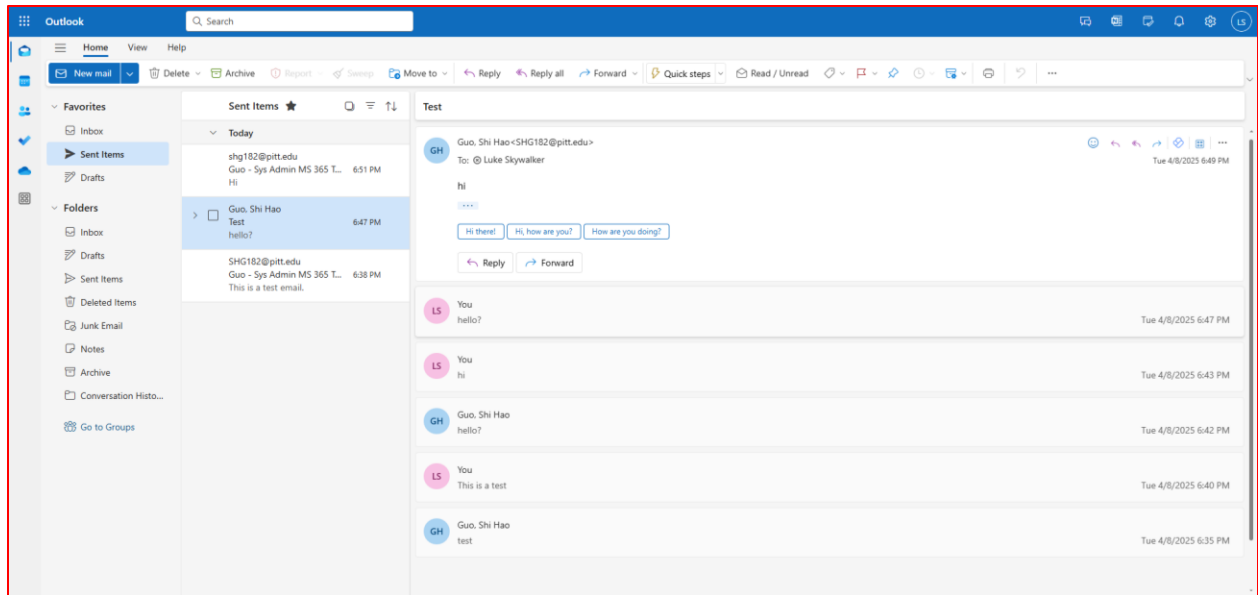 Outlook
Search
LS
Home View Help
New mail Delete Archive Report Sweep Move to Reply Reply all Forward Quick steps Read / Unread
Favorites
Inbox
Sent Items
Drafts
Folders
Inbox
Drafts
Sent Items
Deleted Items
Junk Email
Notes
Archive
Conversation Histo...
Go to Groups
Sent Items
Today
shg182@pitt.edu
Guo - Sys Admin MS 365 T... 6:51 PM
Hi
Guo, Shi Hao
Test 6:47 PM
hello?
SHG182@pitt.edu
Guo - Sys Admin MS 365 T... 6:38 PM
This is a test email.
Test
GH
Guo, Shi Hao<SHG182@pitt.edu>
To: Luke Skywalker
Tue 4/8/2025 6:49 PM
hi
Hi there! Hi, how are you? How are you doing?
Reply Forward
LS
You
hello? Tue 4/8/2025 6:47 PM
LS
You
hi Tue 4/8/2025 6:43 PM
GH
Guo, Shi Hao
hello? Tue 4/8/2025 6:42 PM
LS
You
This is a test Tue 4/8/2025 6:40 PM
GH
Guo, Shi Hao
test Tue 4/8/2025 6:35 PM